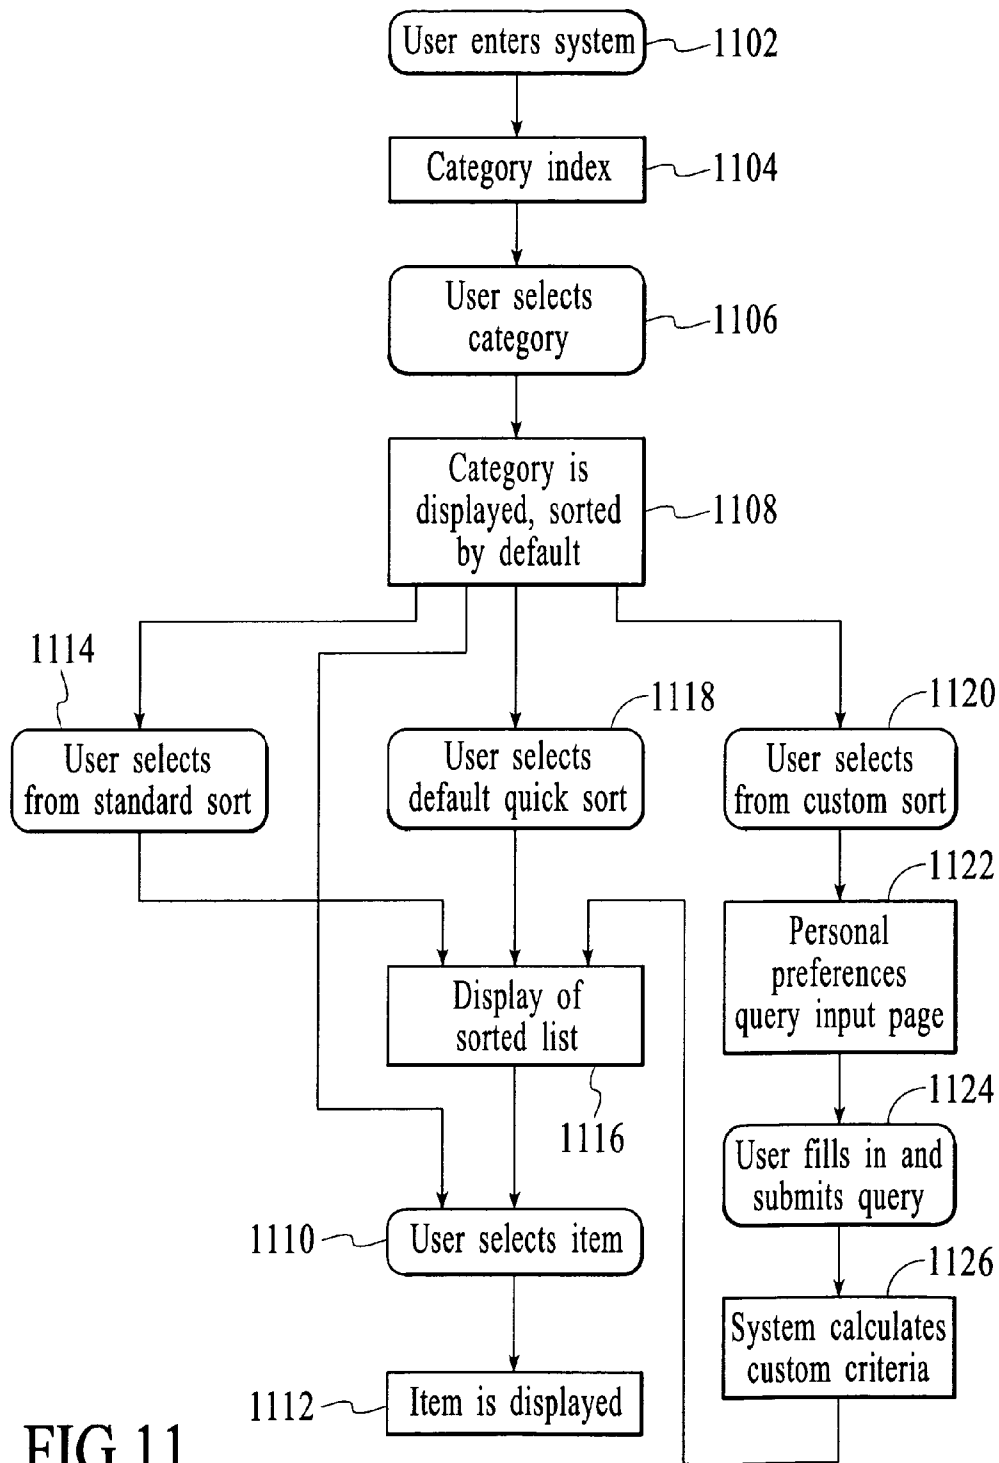 User enters system
1102
Category index
1104
User selects
category
1106
Category is
displayed, sorted
by default
1108
1114
1118
1120
User selects
from standard sort
User selects
default quick sort
User selects
from custom sort
1122
Personal
preferences
query input page
Display of
sorted list
1116
1124
User fills in and
submits query
1110
User selects item
1126
System calculates
custom criteria
1112
Item is displayed
FIG.11